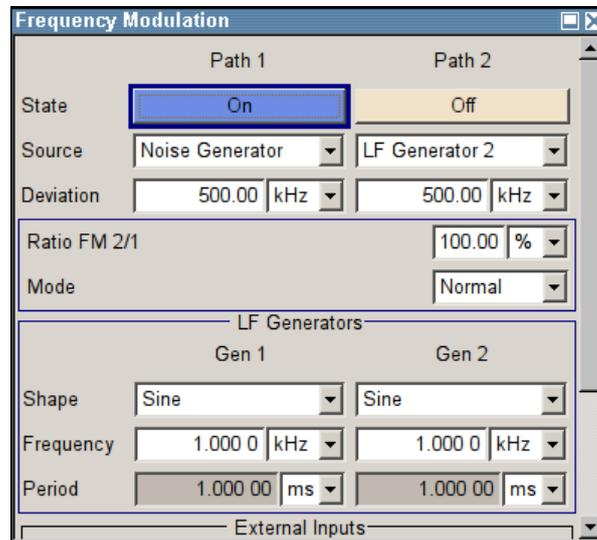 Frequency Modulation
Path 1 Path 2
State On Off
Source Noise Generator LF Generator 2
Deviation 500.00 kHz 500.00 kHz
Ratio FM 2/1 100.00 %
Mode Normal
LF Generators
Gen 1 Gen 2
Shape Sine Sine
Frequency 1.000 0 kHz 1.000 0 kHz
Period 1.000 00 ms 1.000 00 ms
External Inputs